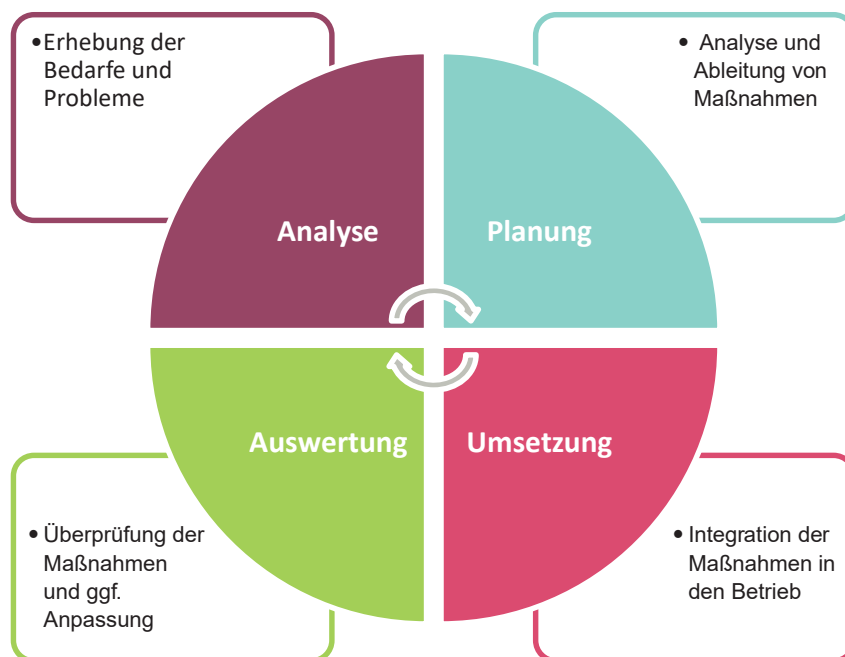 •Erhebung der
Bedarfe und
Probleme
• Analyse und
Ableitung von
Maßnahmen
Analyse
Planung
Auswertung
Umsetzung
• Überprüfung der
Maßnahmen
und ggf.
Anpassung
• Integration der
Maßnahmen in
den Betrieb